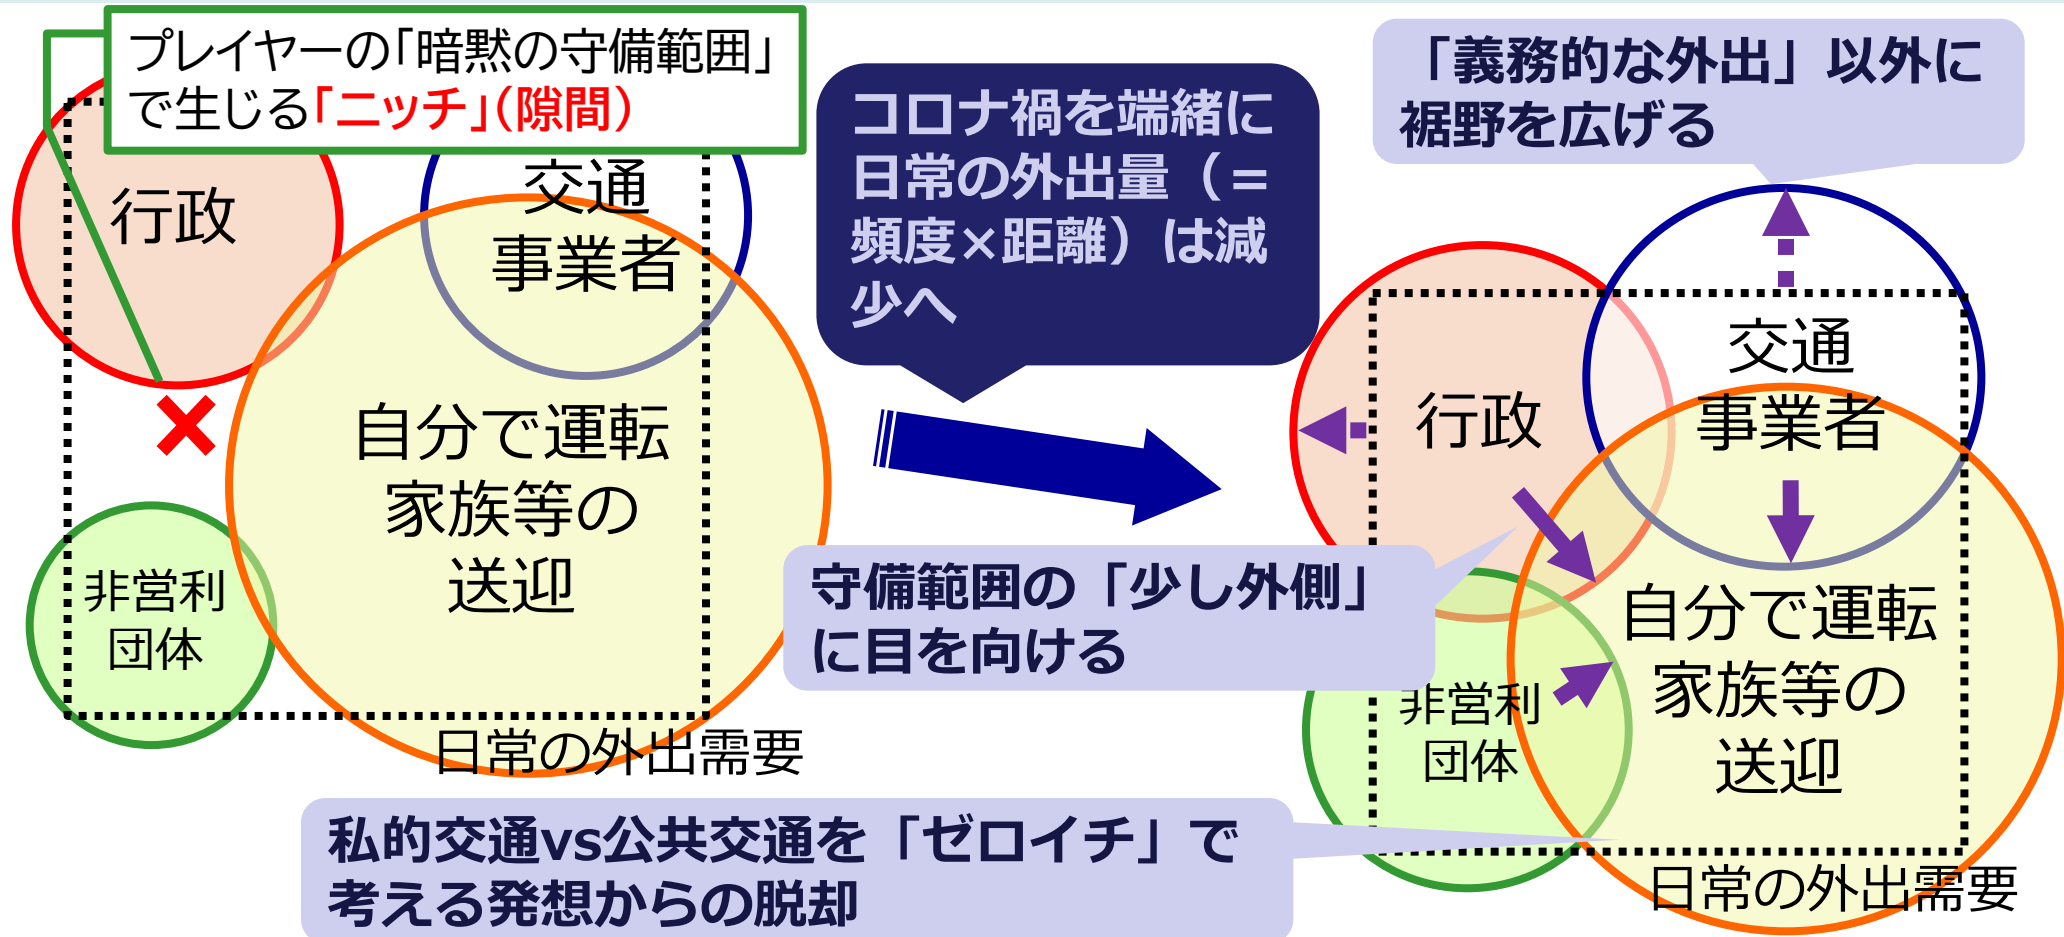 プレイヤーの「暗黙の守備範囲」
で生じる「ニッチ」(隙間)
行政
交通
事業者
自分で運転
家族等の
送迎
非営利
団体
日常の外出需要
コロナ禍を端緒に
日常の外出量（=
頻度×距離）は減
少へ
「義務的な外出」以外に
裾野を広げる
行政
交通
事業者
守備範囲の「少し外側」
に目を向ける
自分で運転
家族等の
送迎
非営利
団体
日常の外出需要
私的交通vs公共交通を「ゼロイチ」で
考える発想からの脱却